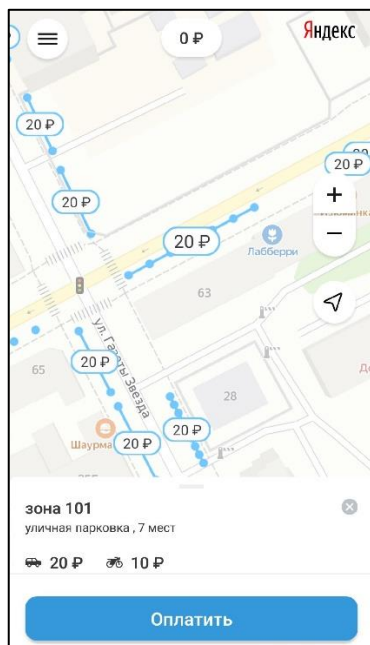 0 ₽
Яндекс
20 ₽
20 ₽
20 ₽
20 ₽
Лабберри
63
ул. Газеты Звезда
65
20 ₽
28
Шаурма
20 ₽
20 ₽
зона 101
уличная парковка , 7 мест
20 ₽ 10 ₽
Оплатить